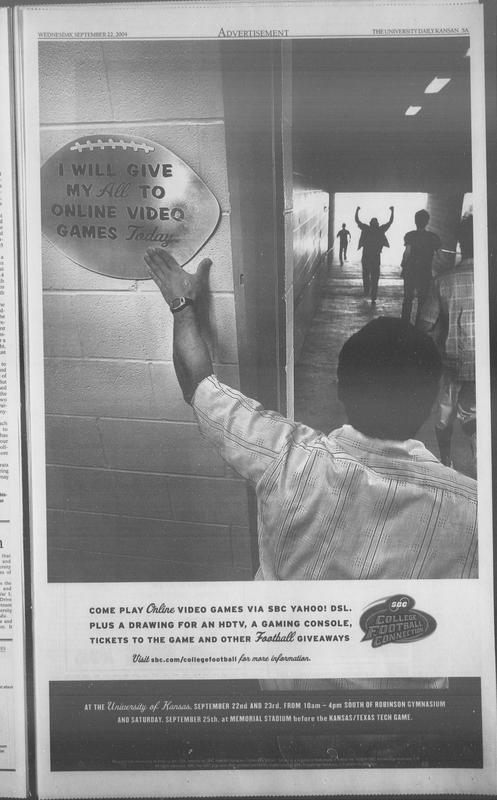 WEDNESDAY, SEPTEMBER 22, 2004
ADVERTISEMENT
THE UNIVERSITY DAILY KANSAN 5A
I WILL GIVE
MY All TO
ONLINE VIDEO
GAMES Today.
COME PLAY Online VIDEO GAMES VIA SBC YAHOO! DSL.
PLUS A DRAWING FOR AN HDTV, A GAMING CONSOLE,
TICKETS TO THE GAME AND OTHER Football GIVEAWAYS
Visit sbc.com/collegefootball for more information.
SBC
COLLEGE
FOOTBALL
CONNECTION
AT THE University of Kansas, SEPTEMBER 22nd AND 23rd, FROM 10am – 4pm SOUTH OF ROBINSON GYMNASIUM
AND SATURDAY, SEPTEMBER 25th, at MEMORIAL STADIUM before the KANSAS/TEXAS TECH GAME.